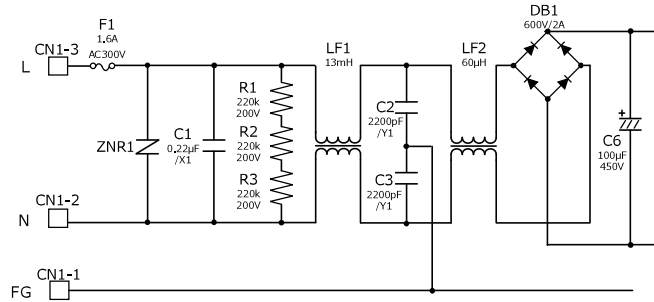 F1
1.6A
AC300V
CN1-3
L
ZNR1
C1
0.22µF
/X1
R1
220k
200V
R2
220k
200V
R3
220k
200V
LF1
13mH
C2
2200pF
/Y1
C3
2200pF
/Y1
LF2
60µH
DB1
600V/2A
+
C6
100µF
450V
CN1-2
N
CN1-1
FG